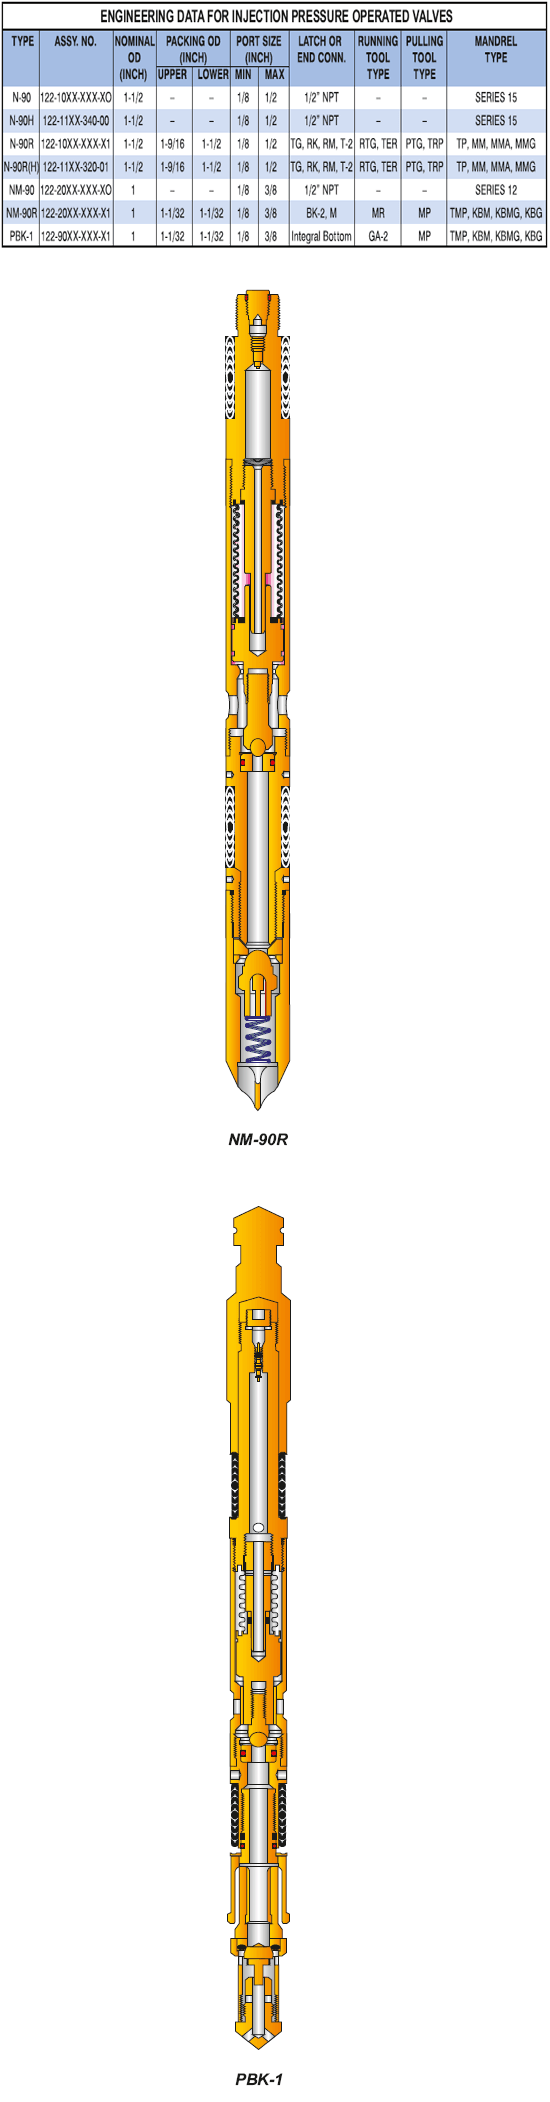 ENGINEERING DATA FOR INJECTION PRESSURE OPERATED VALVES
TYPE ASSY. NO. NOMINAL OD (INCH) PACKING OD (INCH) PORT SIZE (INCH) LATCH OR END CONN. RUNNING TOOL TYPE PULLING TOOL TYPE MANDREL TYPE
UPPER LOWER MIN MAX
N-90 122-10XX-XXX-XO 1-1/2 – – 1/8 1/2 1/2" NPT – – SERIES 15
N-90H 122-11XX-340-00 1-1/2 – – 1/8 1/2 1/2" NPT – – SERIES 15
N-90R 122-10XX-XXX-X1 1-1/2 1-9/16 1-1/2 1/8 1/2 TG, RK, RM, T-2 RTG, TER PTG, TRP TP, MM, MMA, MMG
N-90R(H) 122-11XX-320-01 1-1/2 1-9/16 1-1/2 1/8 1/2 TG, RK, RM, T-2 RTG, TER PTG, TRP TP, MM, MMA, MMG
NM-90 122-20XX-XXX-XO 1 – – 1/8 3/8 1/2" NPT – – SERIES 12
NM-90R 122-20XX-XXX-X1 1 1-1/32 1-1/32 1/8 3/8 BK-2, M MR MP TMP, KBM, KBMG, KBG
PBK-1 122-90XX-XXX-X1 1 1-1/32 1-1/32 1/8 3/8 Integral Bottom GA-2 MP TMP, KBM, KBMG, KBG
NM-90R
PBK-1